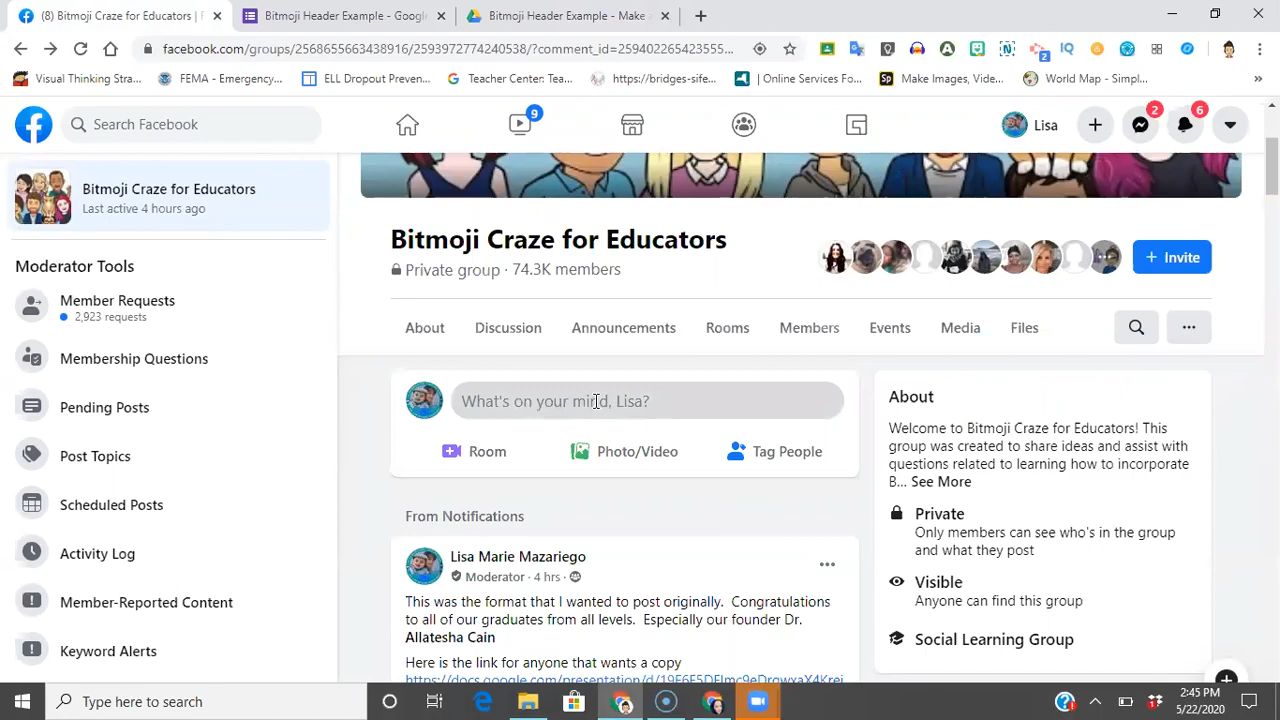 (8) Bitmoji Craze for Educators |
Bitmoji Header Example - Google
Bitmoji Header Example - Make
facebook.com/groups/2568655663438916/2593972774240538/?comment_id=259402265423555...
Visual Thinking Stra...
FEMA - Emergency...
ELL Dropout Preven...
Teacher Center: Tea...
https://bridges-sife...
| Online Services Fo...
Make Images, Vide...
World Map - Simpl...
Search Facebook
9
Lisa
2
6
Bitmoji Craze for Educators
Last active 4 hours ago
Moderator Tools
Member Requests
2,923 requests
Membership Questions
Pending Posts
Post Topics
Scheduled Posts
Activity Log
Member-Reported Content
Keyword Alerts
Bitmoji Craze for Educators
Private group · 74.3K members
+ Invite
About
Discussion
Announcements
Rooms
Members
Events
Media
Files
What's on your mind, Lisa?
Room
Photo/Video
Tag People
From Notifications
Lisa Marie Mazariego
Moderator · 4 hrs ·
This was the format that I wanted to post originally. Congratulations
to all of our graduates from all levels. Especially our founder Dr.
Allatesha Cain
Here is the link for anyone that wants a copy
About
Welcome to Bitmoji Craze for Educators! This
group was created to share ideas and assist with
questions related to learning how to incorporate
B... See More
Private
Only members can see who's in the group
and what they post
Visible
Anyone can find this group
Social Learning Group
Type here to search
2:45 PM
5/22/2020